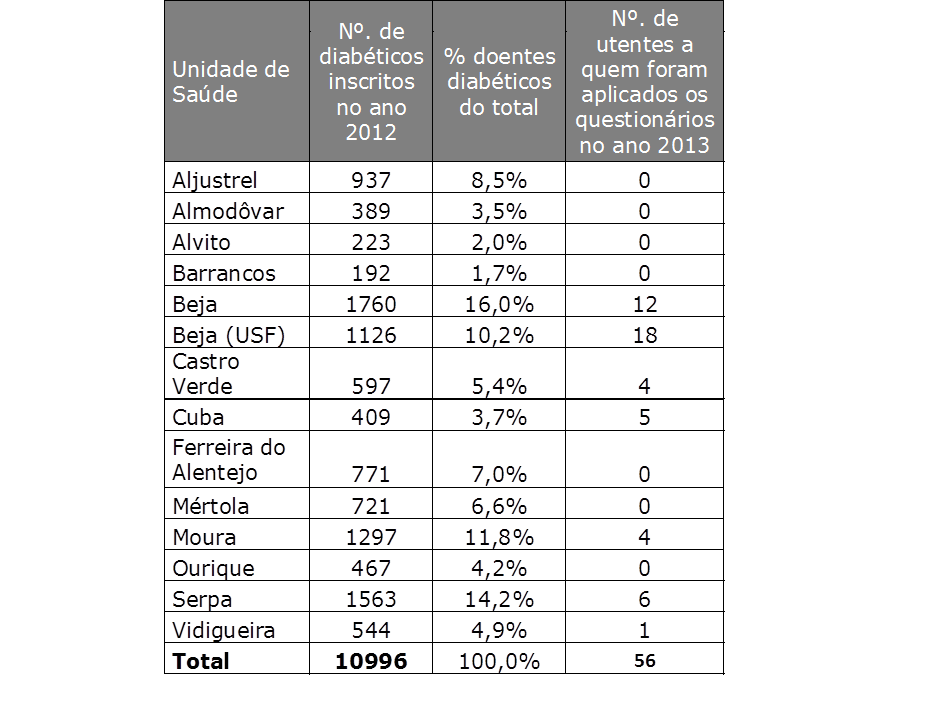 Unidade de Saúde | Nº. de diabéticos inscritos no ano 2012 | % doentes diabéticos do total | Nº. de utentes a quem foram aplicados os questionários no ano 2013
Aljustrel | 937 | 8,5% | 0
Almodôvar | 389 | 3,5% | 0
Alvito | 223 | 2,0% | 0
Barrancos | 192 | 1,7% | 0
Beja | 1760 | 16,0% | 12
Beja (USF) | 1126 | 10,2% | 18
Castro Verde | 597 | 5,4% | 4
Cuba | 409 | 3,7% | 5
Ferreira do Alentejo | 771 | 7,0% | 0
Mértola | 721 | 6,6% | 0
Moura | 1297 | 11,8% | 4
Ourique | 467 | 4,2% | 0
Serpa | 1563 | 14,2% | 6
Vidigueira | 544 | 4,9% | 1
Total | 10996 | 100,0% | 56